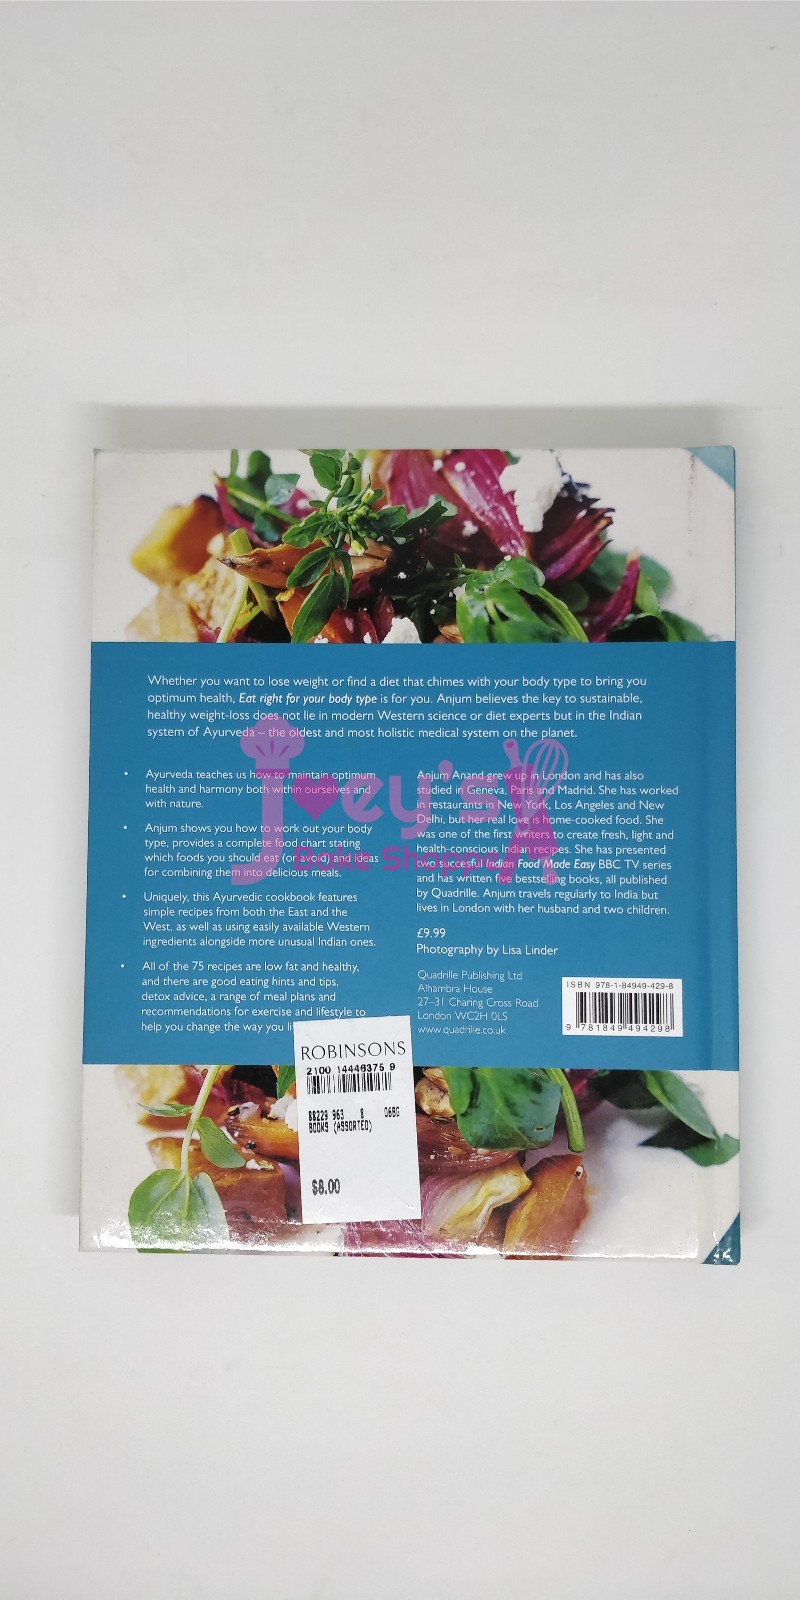 Whether you want to lose weight or find a diet that chimes with your body type to bring you
optimum health, Eat right for your body type is for you. Anjum believes the key to sustainable,
healthy weight-loss does not lie in modern Western science or diet experts but in the Indian
system of Ayurveda – the oldest and most holistic medical system on the planet.
• Ayurveda teaches us how to maintain optimum
health and harmony both within ourselves and
with nature.
• Anjum shows you how to work out your body
type, provides a complete food chart stating
which foods you should eat (or avoid) and ideas
for combining them into delicious meals.
• Uniquely, this Ayurvedic cookbook features
simple recipes from both the East and the
West, as well as using easily available Western
ingredients alongside more unusual Indian ones.
• All of the 75 recipes are low fat and healthy,
and there are good eating hints and tips,
detox advice, a range of meal plans and
recommendations for exercise and lifestyle to
help you change the way you
Anjum Anand grew up in London and has also
studied in Geneva, Paris and Madrid. She has worked
in restaurants in New York, Los Angeles and New
Delhi, but her real love is home-cooked food. She
was one of the first writers to create fresh, light and
health-conscious Indian recipes. She has presented
two succesful Indian Food Made Easy BBC TV series
and has written five bestselling books, all published
by Quadrille. Anjum travels regularly to India but
lives in London with her husband and two children.
£9.99
Photography by Lisa Linder
Quadrille Publishing Ltd
Alhambra House
27–31 Charing Cross Road
London WC2H 0LS
www.quadrille.co.uk
ISBN 978-1-84949-429-8
9 781849 494298
Joey's
Bake Shoppe
ROBINSONS
2100 14446375 9
88229 963 S 06BG
BOOKS (ASSORTED)
$8.00